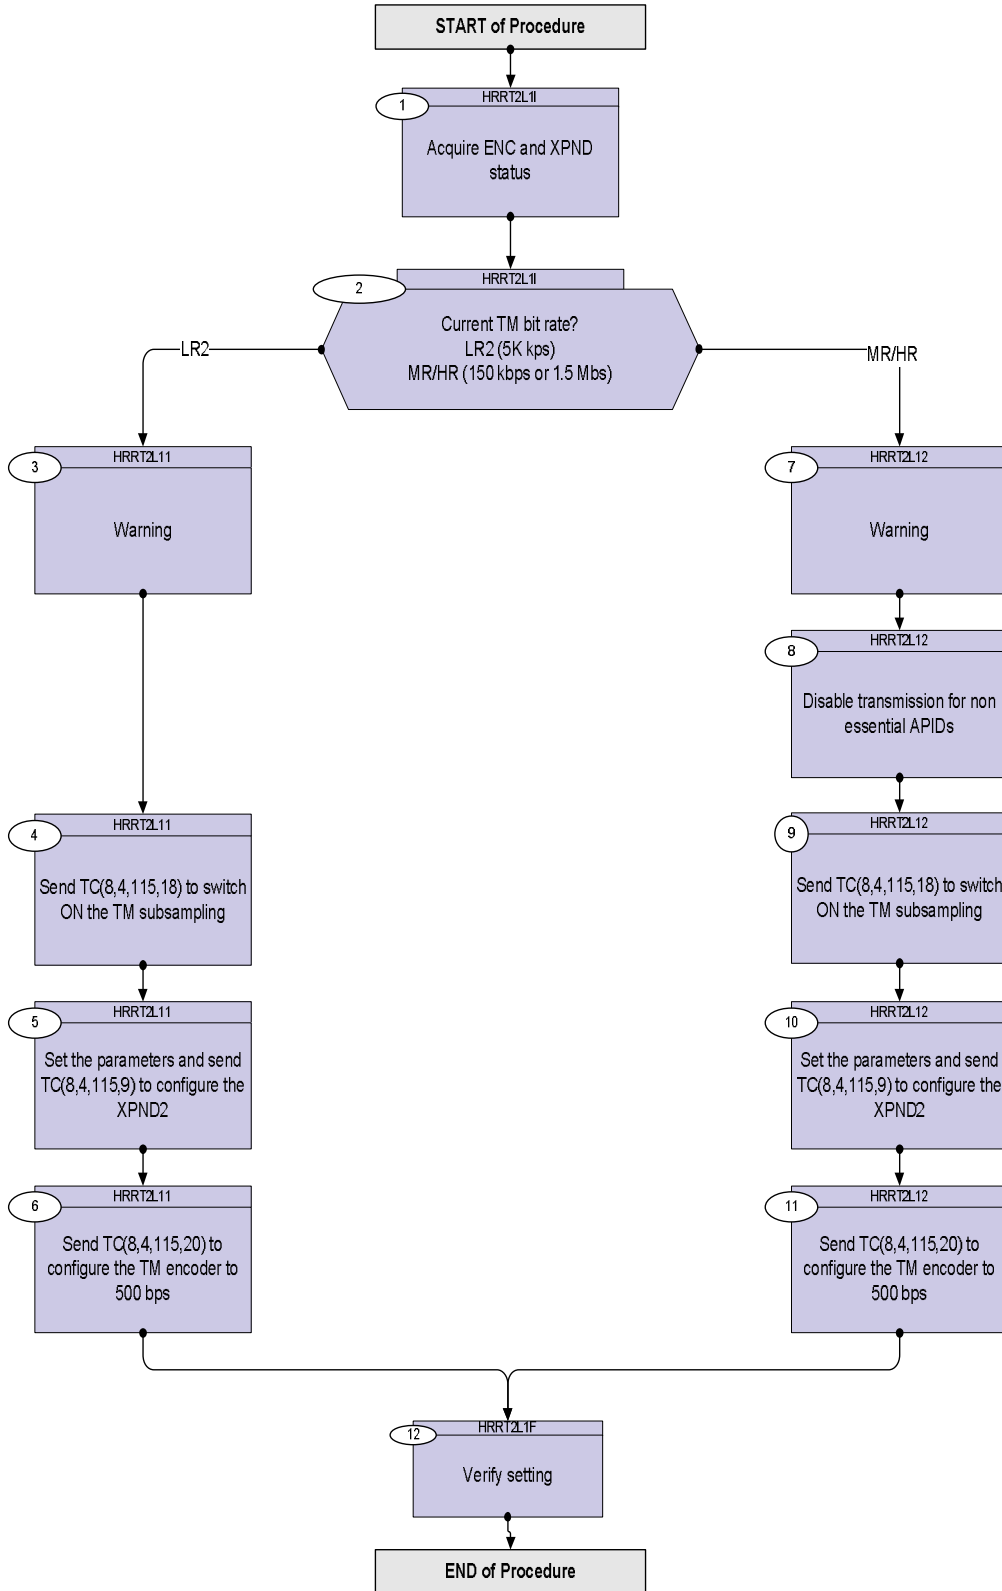 START of Procedure
HRRT2L1I
1
Acquire ENC and XPND
status
HRRT2L1I
2
Current TM bit rate?
LR2 (5K kps)
MR/HR (150 kbps or 1.5 Mbs)
LR2
MR/HR
HRRT2L11
3
Warning
HRRT2L12
7
Warning
HRRT2L12
8
Disable transmission for non
essential APIDs
HRRT2L11
4
Send TC(8,4,115,18) to switch
ON the TM subsampling
HRRT2L12
9
Send TC(8,4,115,18) to switch
ON the TM subsampling
HRRT2L11
5
Set the parameters and send
TC(8,4,115,9) to configure the
XPND2
HRRT2L12
10
Set the parameters and send
TC(8,4,115,9) to configure the
XPND2
HRRT2L11
6
Send TC(8,4,115,20) to
configure the TM encoder to
500 bps
HRRT2L12
11
Send TC(8,4,115,20) to
configure the TM encoder to
500 bps
HRRT2L1F
12
Verify setting
END of Procedure